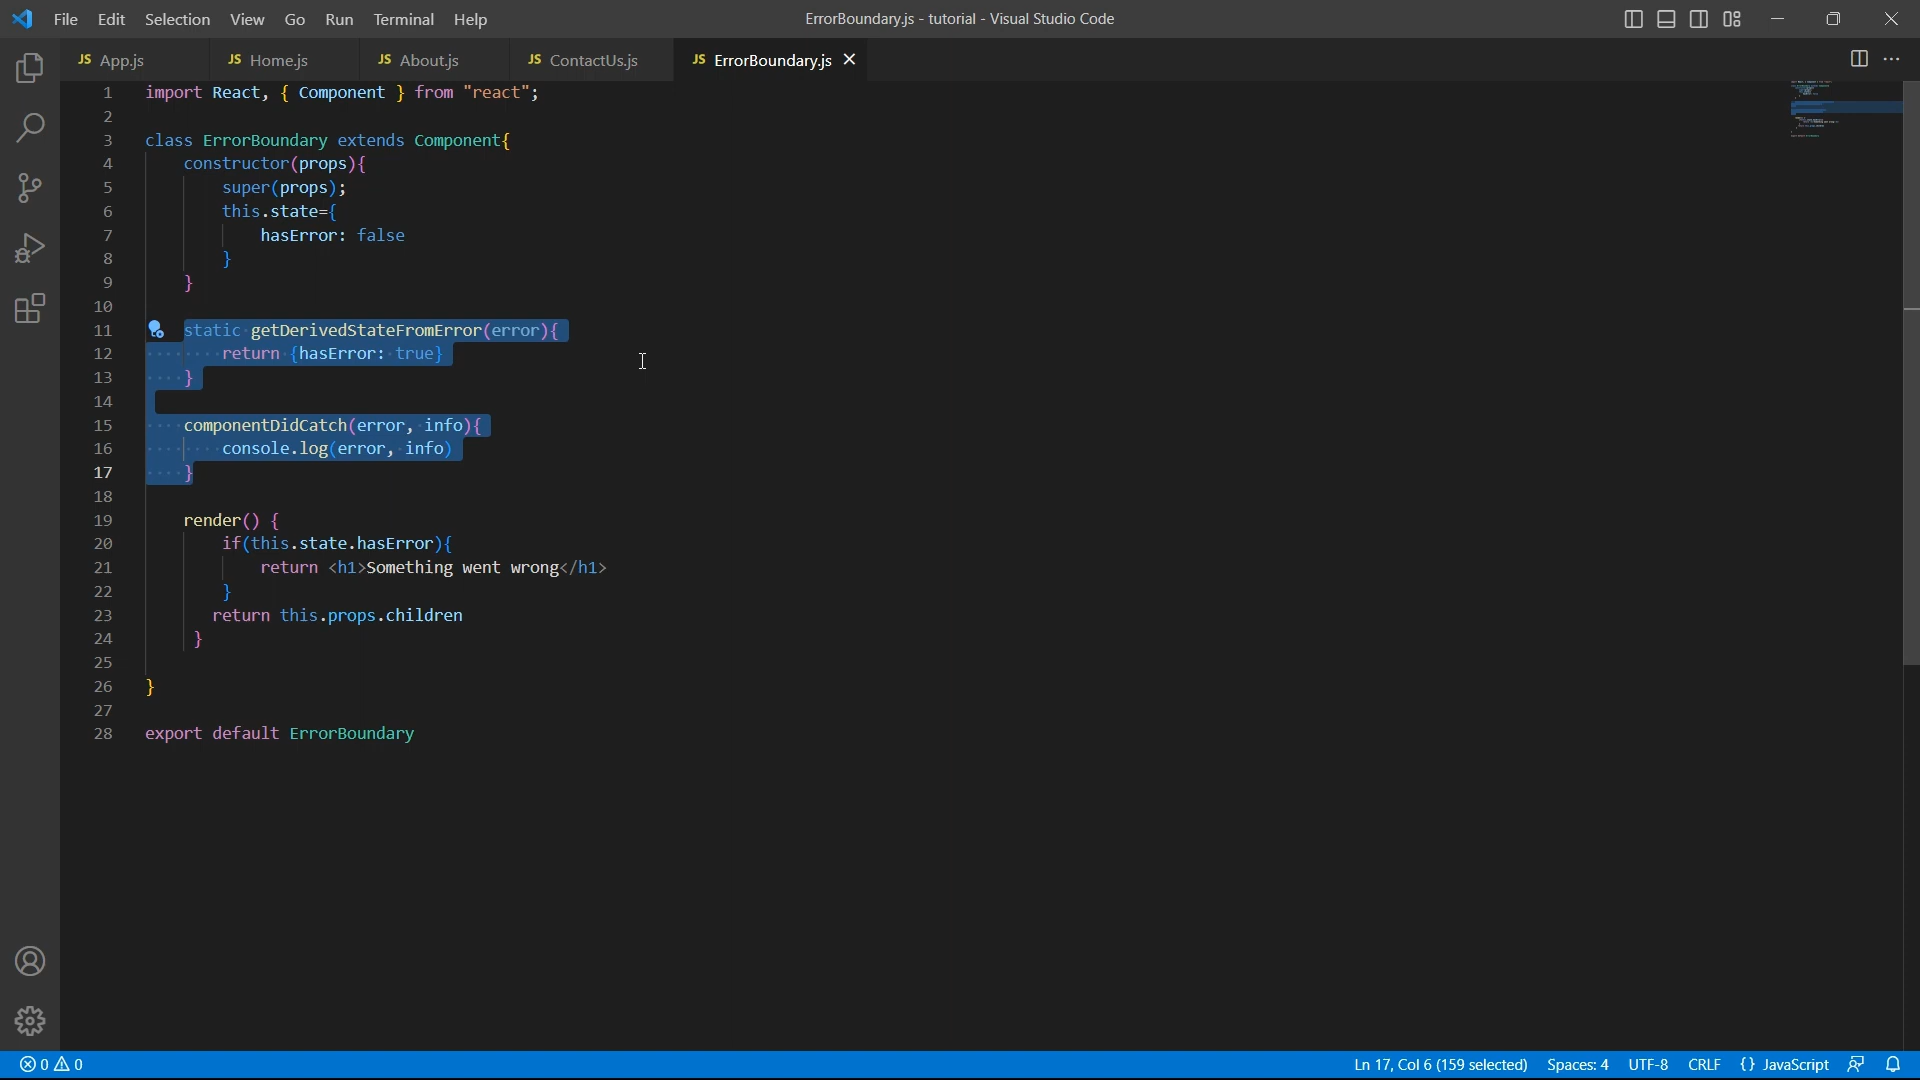 File Edit Selection View Go Run Terminal Help
ErrorBoundary.js - tutorial - Visual Studio Code
JS App.js JS Home.js JS About.js JS ContactUs.js JS ErrorBoundary.js
1 import React, { Component } from "react";
2
3 class ErrorBoundary extends Component{
4 constructor(props){
5 super(props);
6 this.state={
7 hasError: false
8 }
9 }
10
11 static getDerivedStateFromError(error){
12 return {hasError: true}
13 }
14
15 componentDidCatch(error, info){
16 console.log(error, info)
17 }
18
19 render() {
20 if(this.state.hasError){
21 return <h1>Something went wrong</h1>
22 }
23 return this.props.children
24 }
25
26 }
27
28 export default ErrorBoundary
0 0 Ln 17, Col 6 (159 selected) Spaces: 4 UTF-8 CRLF {} JavaScript